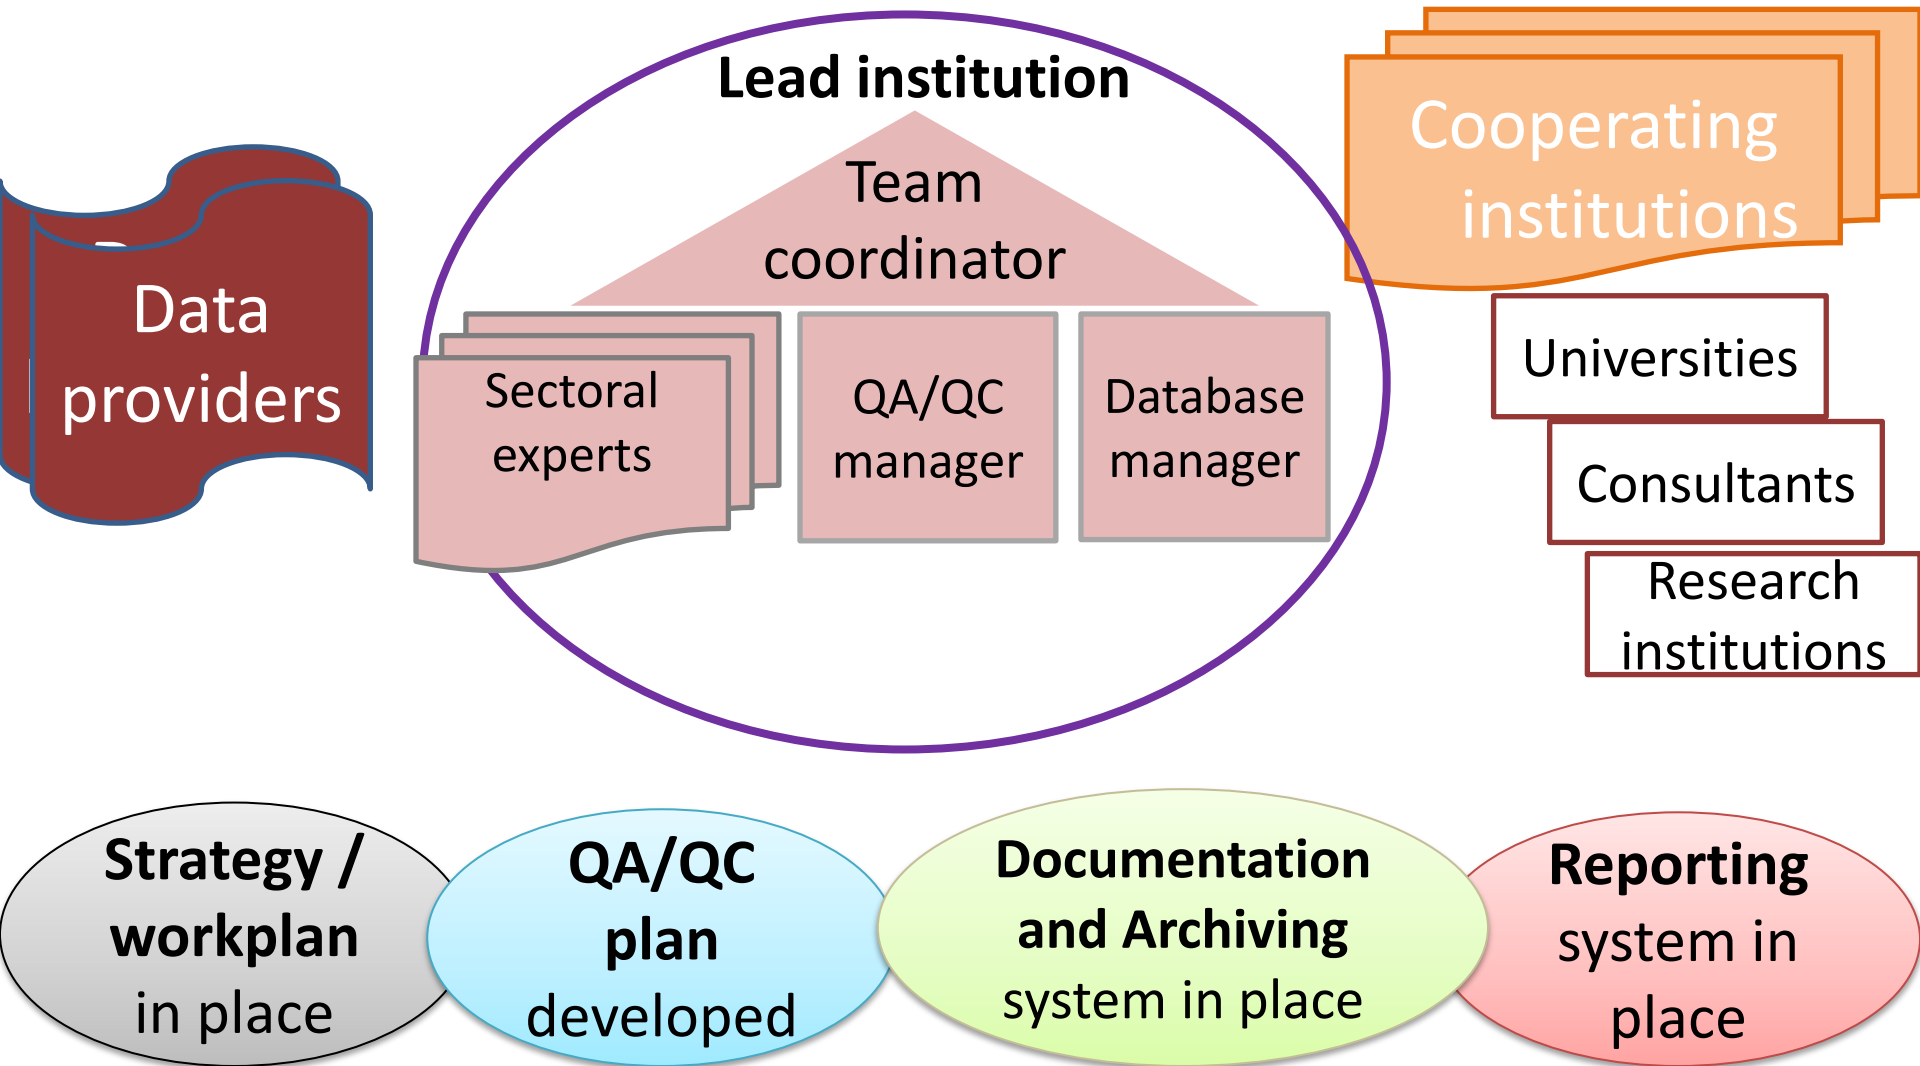 Lead institution
Team
coordinator
Sectoral
experts
QA/QC
manager
Database
manager
Data
providers
Cooperating
institutions
Universities
Consultants
Research
institutions
Strategy /
workplan
in place
QA/QC
plan
developed
Documentation
and Archiving
system in place
Reporting
system in
place